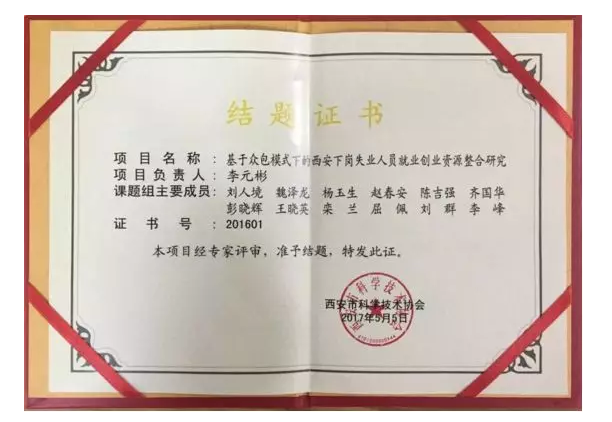 结题证书
项目名称：基于众包模式下的西安下岗失业人员就业创业资源整合研究
项目负责人：李元彬
课题组主要成员：刘人境 魏泽龙 杨玉生 赵春安 陈吉强 齐国华
彭晓辉 王晓英 栾兰 屈佩 刘群 李峰
证书号：201601
本项目经专家评审，准予结题，特发此证。
西安市科学技术协会
2017年5月5日